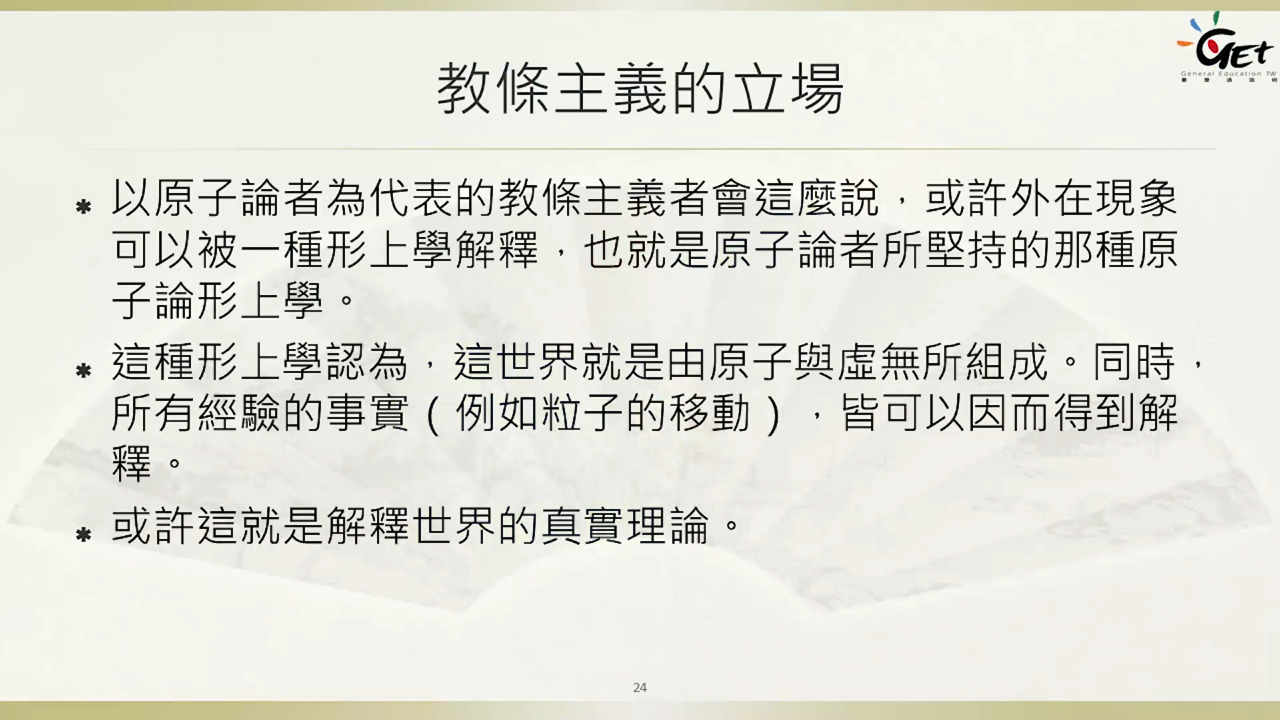 GET
General Education TW
教條主義的立場
* 以原子論者為代表的教條主義者會這麼說，或許外在現象
可以被一種形上學解釋，也就是原子論者所堅持的那種原
子論形上學。
* 這種形上學認為，這世界就是由原子與虛無所組成。同時，
所有經驗的事實（例如粒子的移動），皆可以因而得到解
釋。
* 或許這就是解釋世界的真實理論。
24